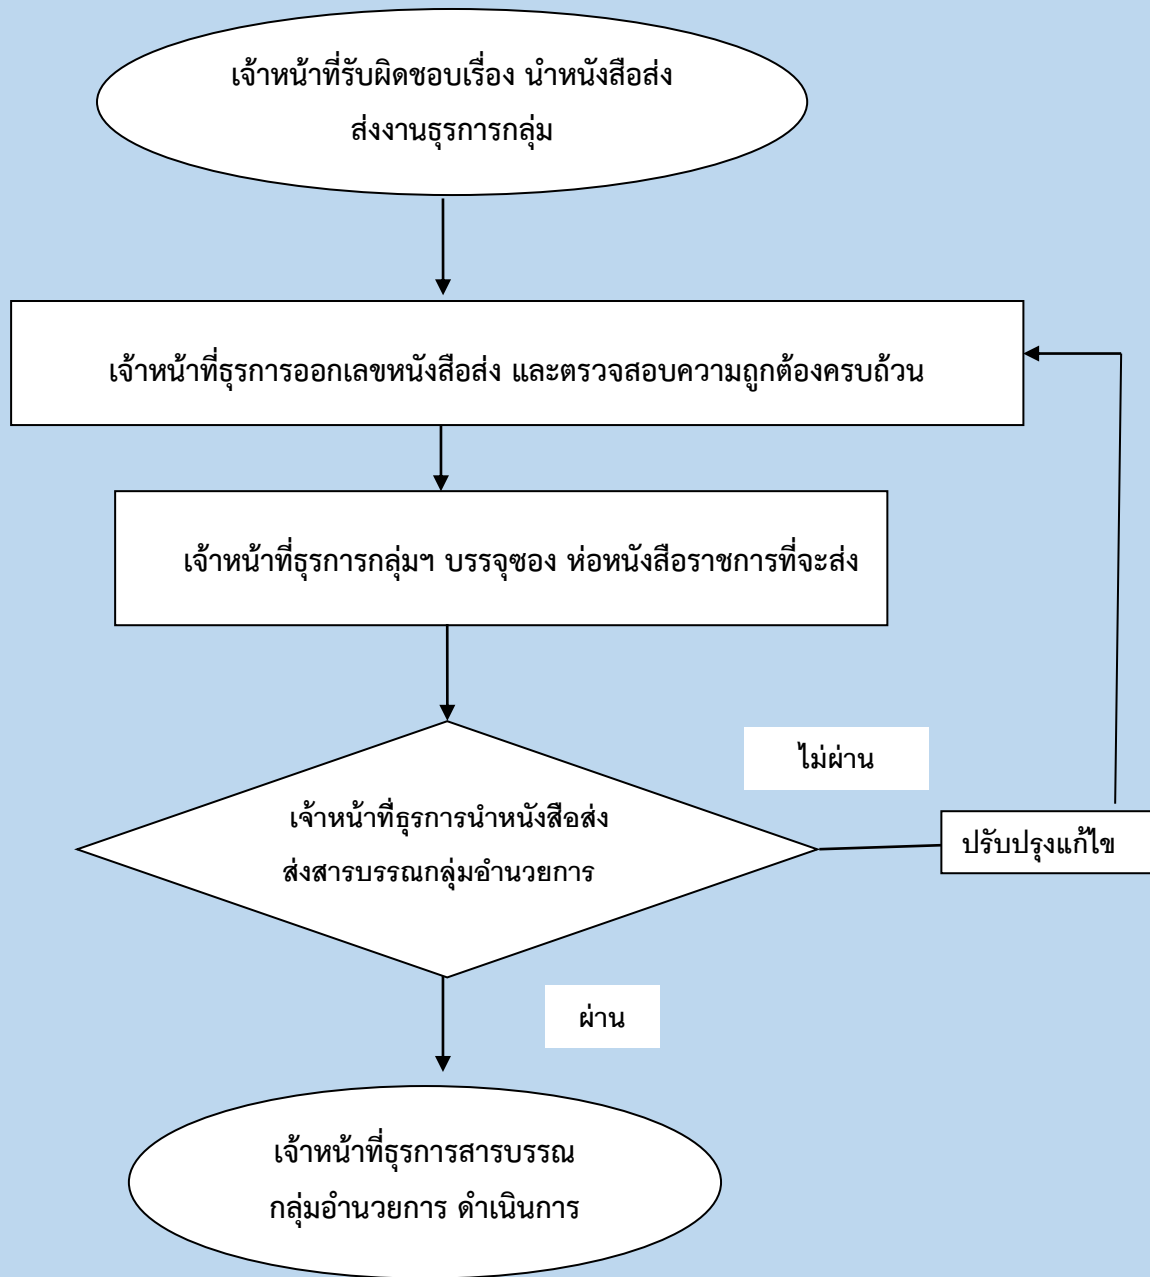 เจ้าหน้าที่รับผิดชอบเรื่อง นำหนังสือส่ง
ส่งงานธุรการกลุ่ม
เจ้าหน้าที่ธุรการออกเลขหนังสือส่ง และตรวจสอบความถูกต้องครบถ้วน
เจ้าหน้าที่ธุรการกลุ่มฯ บรรจุซอง ห่อหนังสือราชการที่จะส่ง
ไม่ผ่าน
เจ้าหน้าที่ธุรการนำหนังสือส่ง
ส่งสารบรรณกลุ่มอำนวยการ
ปรับปรุงแก้ไข
ผ่าน
เจ้าหน้าที่ธุรการสารบรรณ
กลุ่มอำนวยการ ดำเนินการ